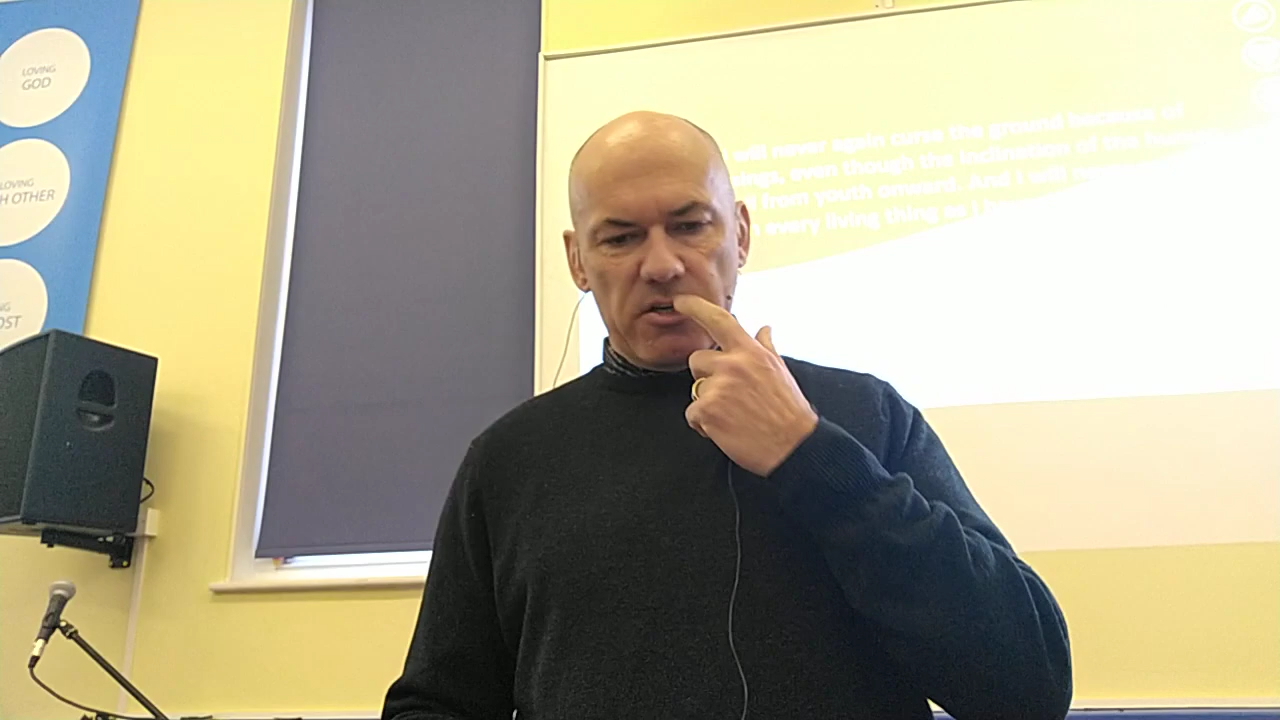 LOVING
GOD
LOVING
H OTHER
NG
OST
will never again curse the ground because of
ings, even though the inclination of the
from youth onward. And I will
every living thing as I